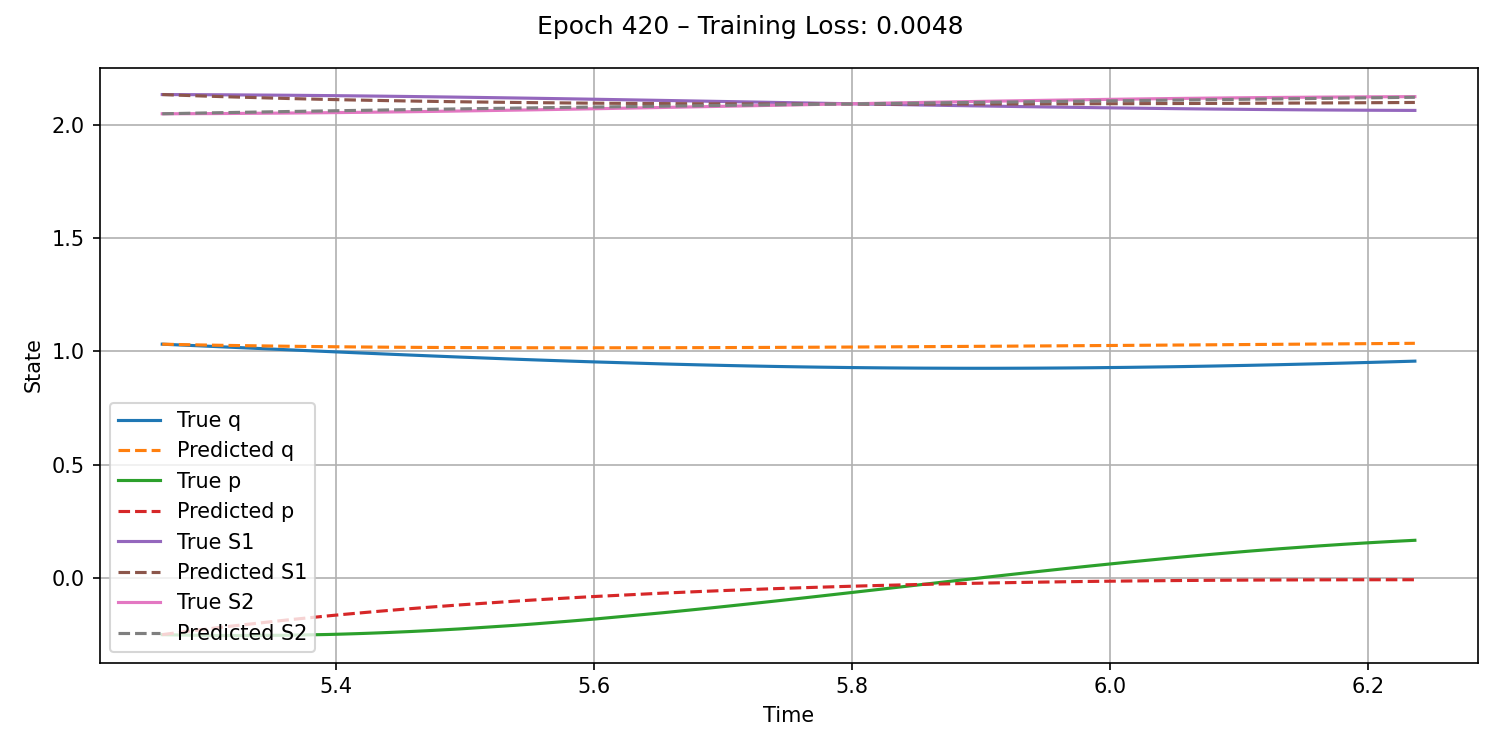 Epoch 420 – Training Loss: 0.0048
State
2.0
1.5
1.0
0.5
0.0
True q
Predicted q
True p
Predicted p
True S1
Predicted S1
True S2
Predicted S2
5.4 5.6 5.8 6.0 6.2
Time